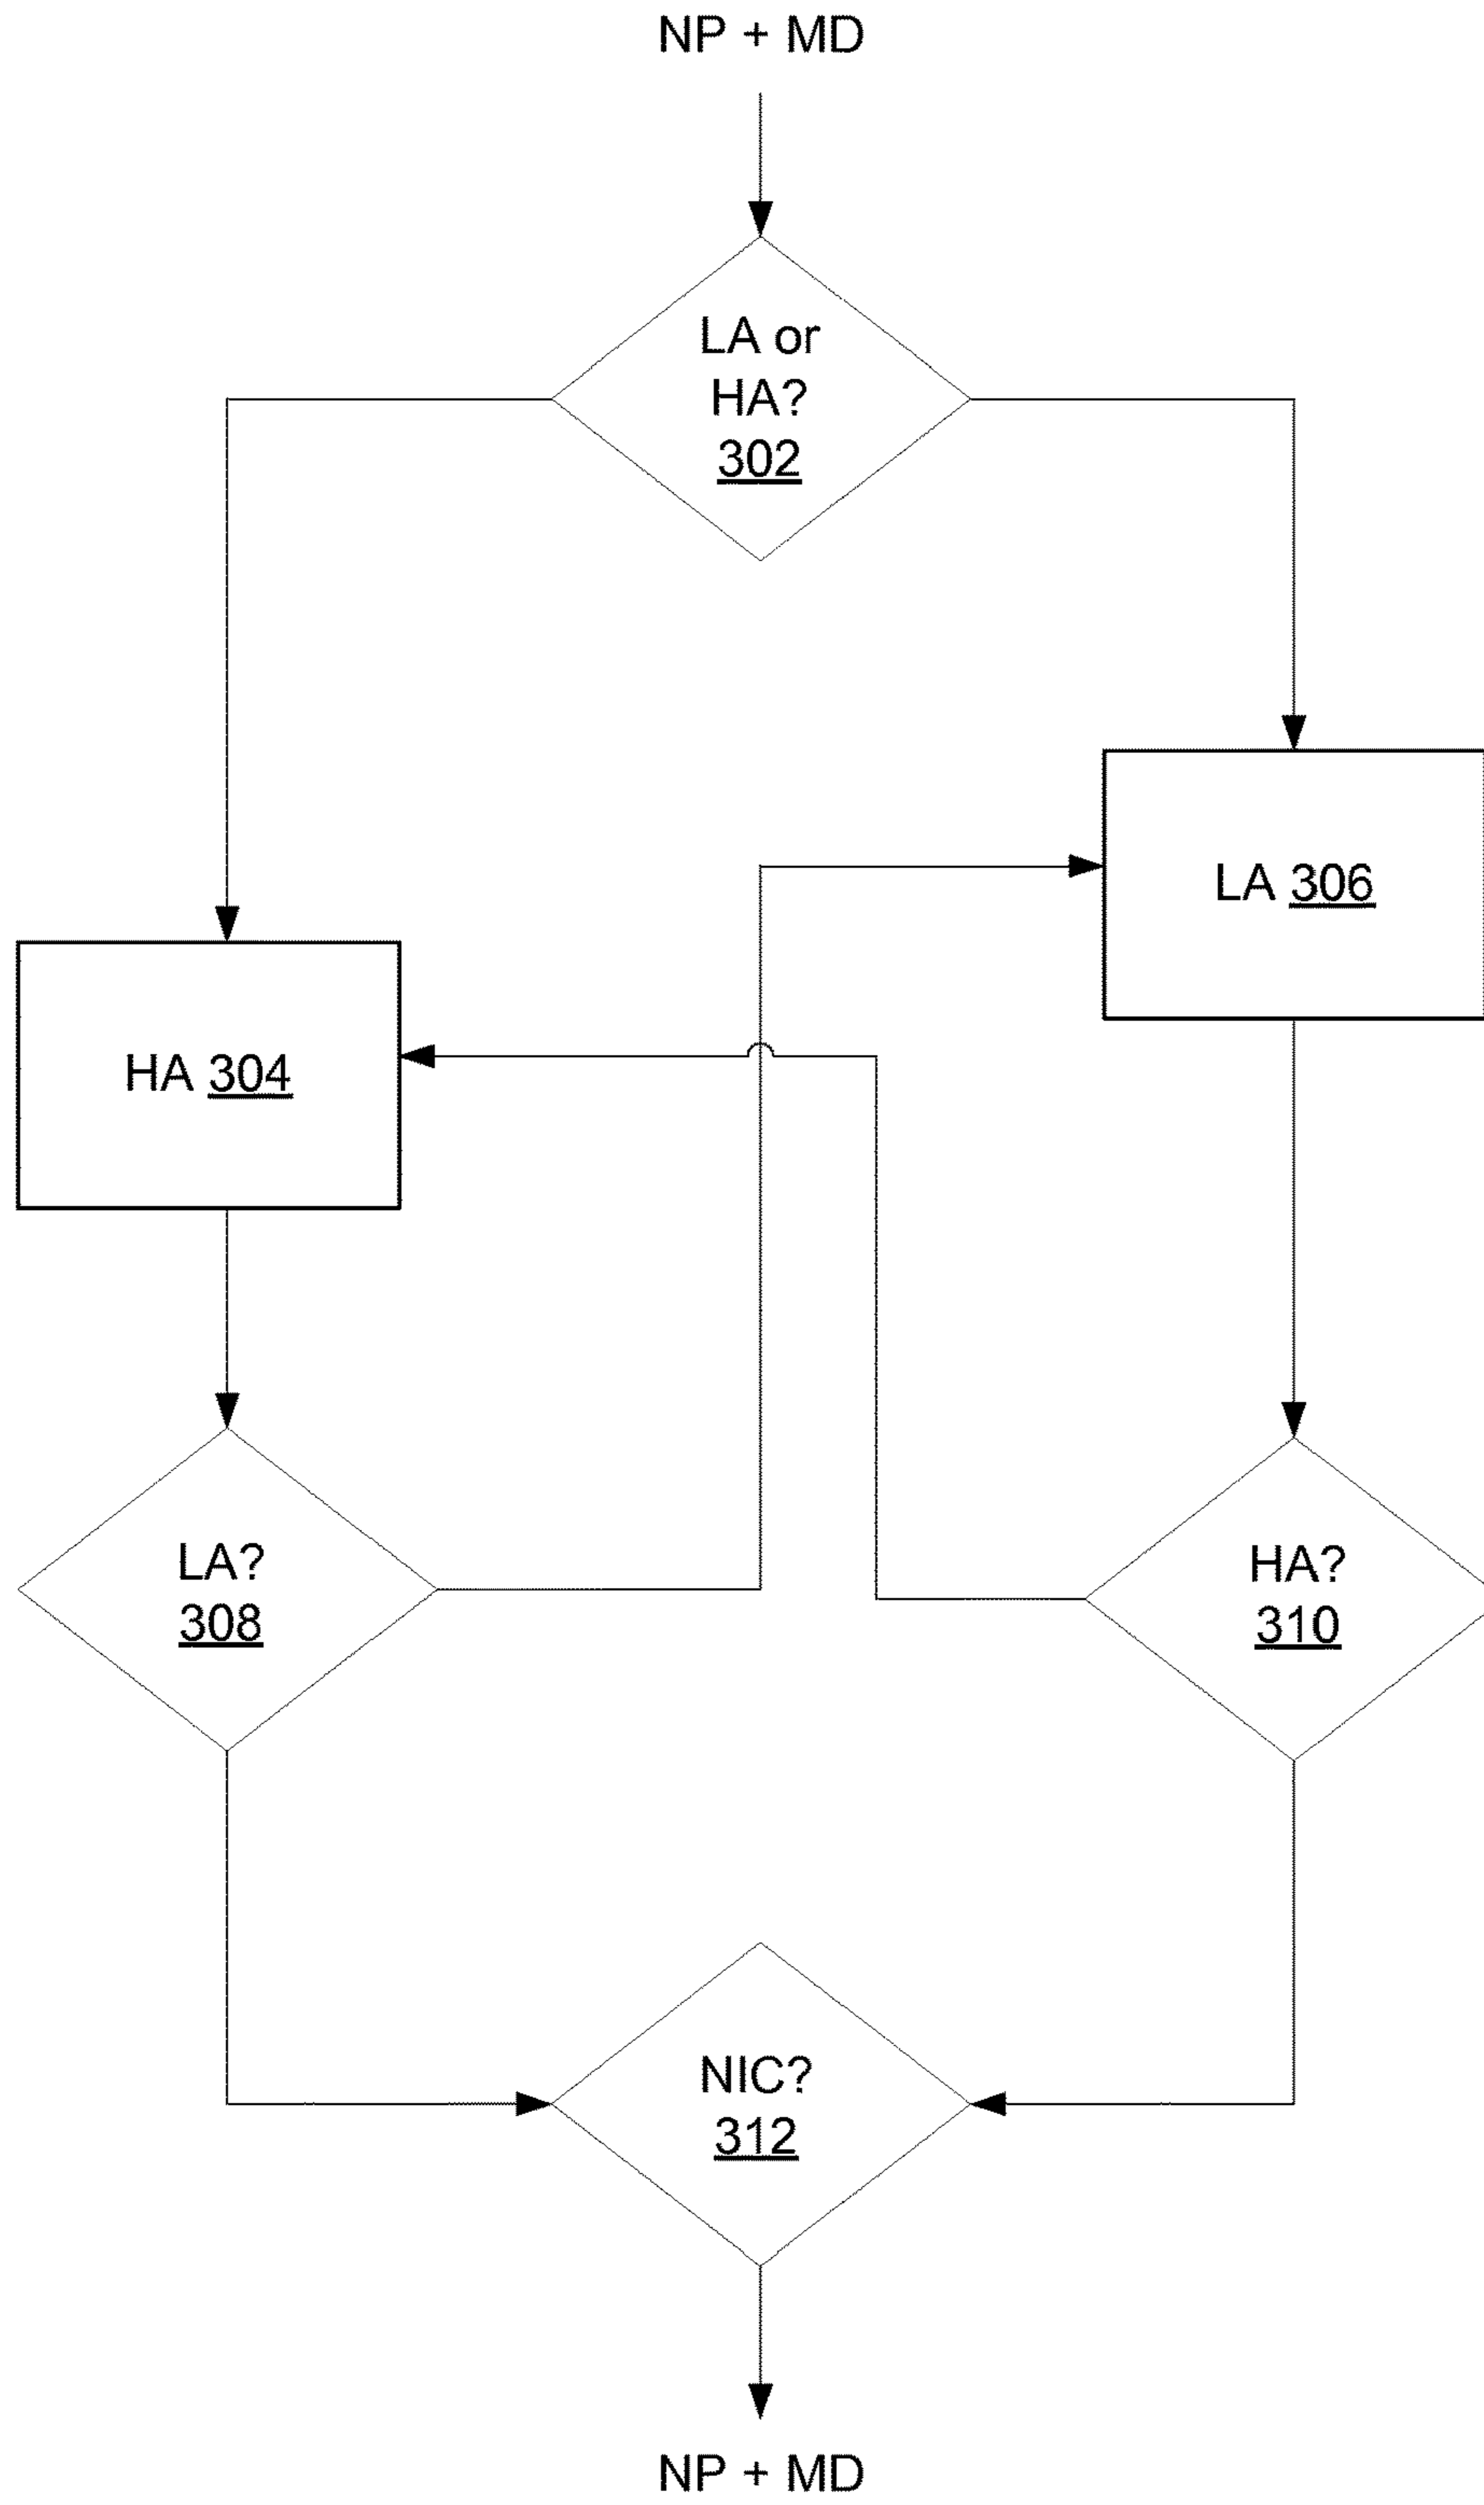 NP + MD
LA or
HA?
302
LA 306
HA 304
LA?
308
HA?
310
NIC?
312
NP + MD